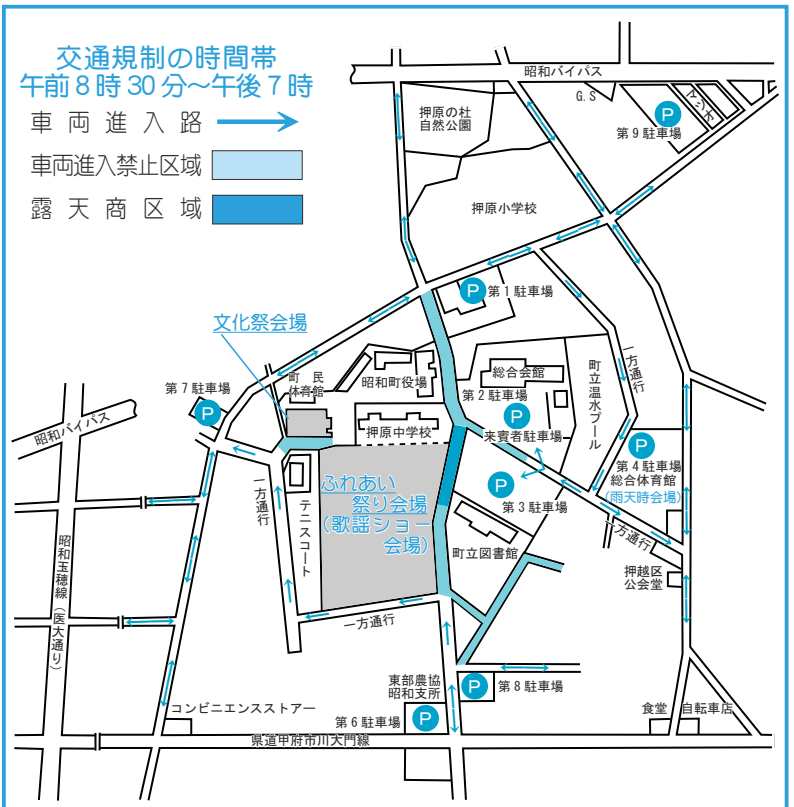 交通規制の時間帯
午前8時30分～午後7時
車両進入路
車両進入禁止区域
露天商区域
昭和バイパス
G.S
マツオ
P
第9駐車場
押原の杜
自然公園
押原小学校
P
第1駐車場
文化祭会場
一方通行
第7駐車場
P
町民
体育館
昭和町役場
総合会館
第2駐車場
P
来賓者駐車場
町立温水プール
昭和バイパス
押原中学校
P
第4駐車場
総合体育館
(雨天時会場)
一方通行
テニスコート
ふれあい
祭り会場
(歌謡ショー
会場)
P
第3駐車場
町立図書館
一方通行
押越区
公会堂
昭和玉穂線(医大通り)
一方通行
東部農協
昭和支所
P
第8駐車場
コンビニエンスストアー
第6駐車場
P
食堂
自転車店
県道甲府市川大門線